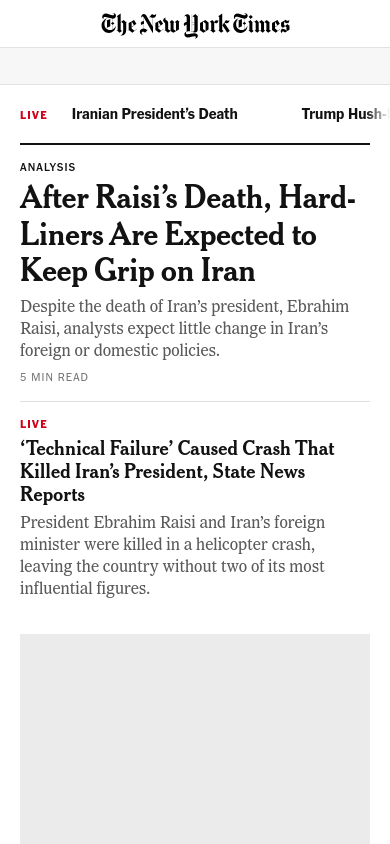 The New York Times
LIVE
Iranian President’s Death
Trump Hush-
ANALYSIS
After Raisi’s Death, Hard-
Liners Are Expected to
Keep Grip on Iran
Despite the death of Iran’s president, Ebrahim
Raisi, analysts expect little change in Iran’s
foreign or domestic policies.
5 MIN READ
LIVE
‘Technical Failure’ Caused Crash That
Killed Iran’s President, State News
Reports
President Ebrahim Raisi and Iran’s foreign
minister were killed in a helicopter crash,
leaving the country without two of its most
influential figures.